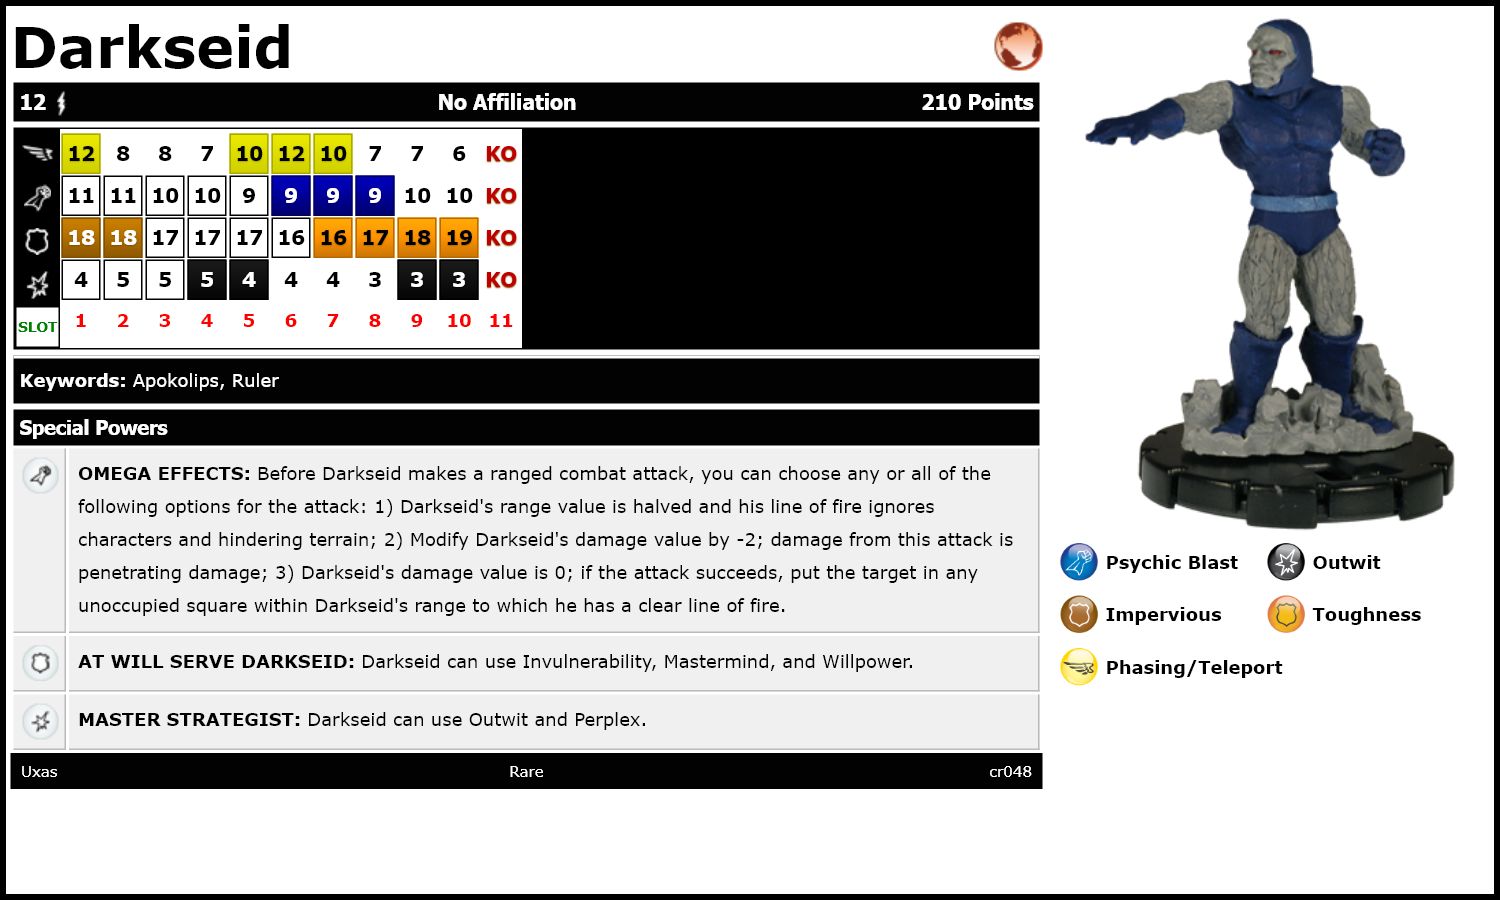 Darkseid
12 No Affiliation 210 Points
12 8 8 7 10 12 10 7 7 6 KO
11 11 10 10 9 9 9 9 10 10 KO
18 18 17 17 17 16 16 17 18 19 KO
4 5 5 5 4 4 4 3 3 3 KO
SLOT 1 2 3 4 5 6 7 8 9 10 11
Keywords: Apokolips, Ruler
Special Powers
OMEGA EFFECTS: Before Darkseid makes a ranged combat attack, you can choose any or all of the
following options for the attack: 1) Darkseid's range value is halved and his line of fire ignores
characters and hindering terrain; 2) Modify Darkseid's damage value by -2; damage from this attack is
penetrating damage; 3) Darkseid's damage value is 0; if the attack succeeds, put the target in any
unoccupied square within Darkseid's range to which he has a clear line of fire.
AT WILL SERVE DARKSEID: Darkseid can use Invulnerability, Mastermind, and Willpower.
MASTER STRATEGIST: Darkseid can use Outwit and Perplex.
Uxas Rare cr048
Psychic Blast Outwit
Impervious Toughness
Phasing/Teleport